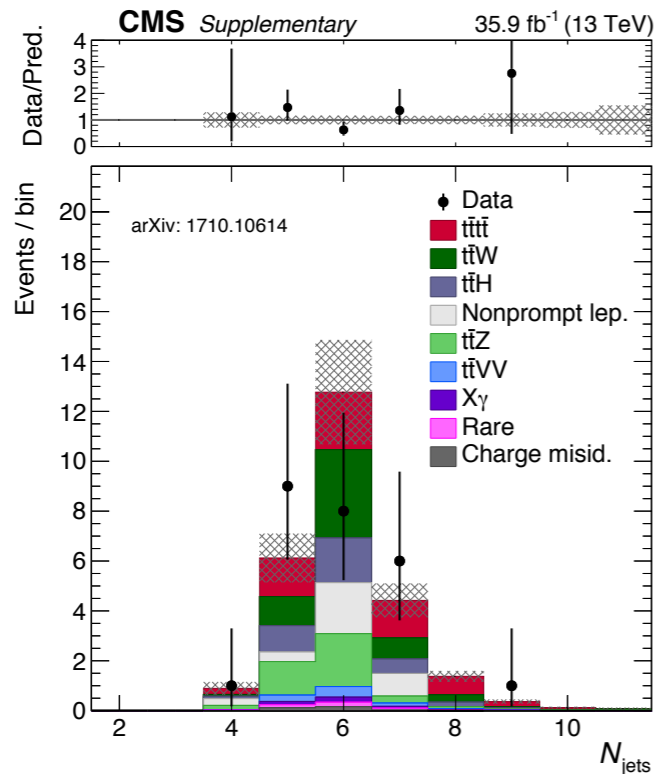 CMS Supplementary 35.9 fb⁻¹ (13 TeV)
Data/Pred.
4
3
2
1
0
Events / bin
20
18
16
14
12
10
8
6
4
2
0
arXiv: 1710.10614
Data
tt̄tt̄
tt̄W
tt̄H
Nonprompt lep.
tt̄Z
tt̄VV
Xγ
Rare
Charge misid.
2 4 6 8 10
N_jets